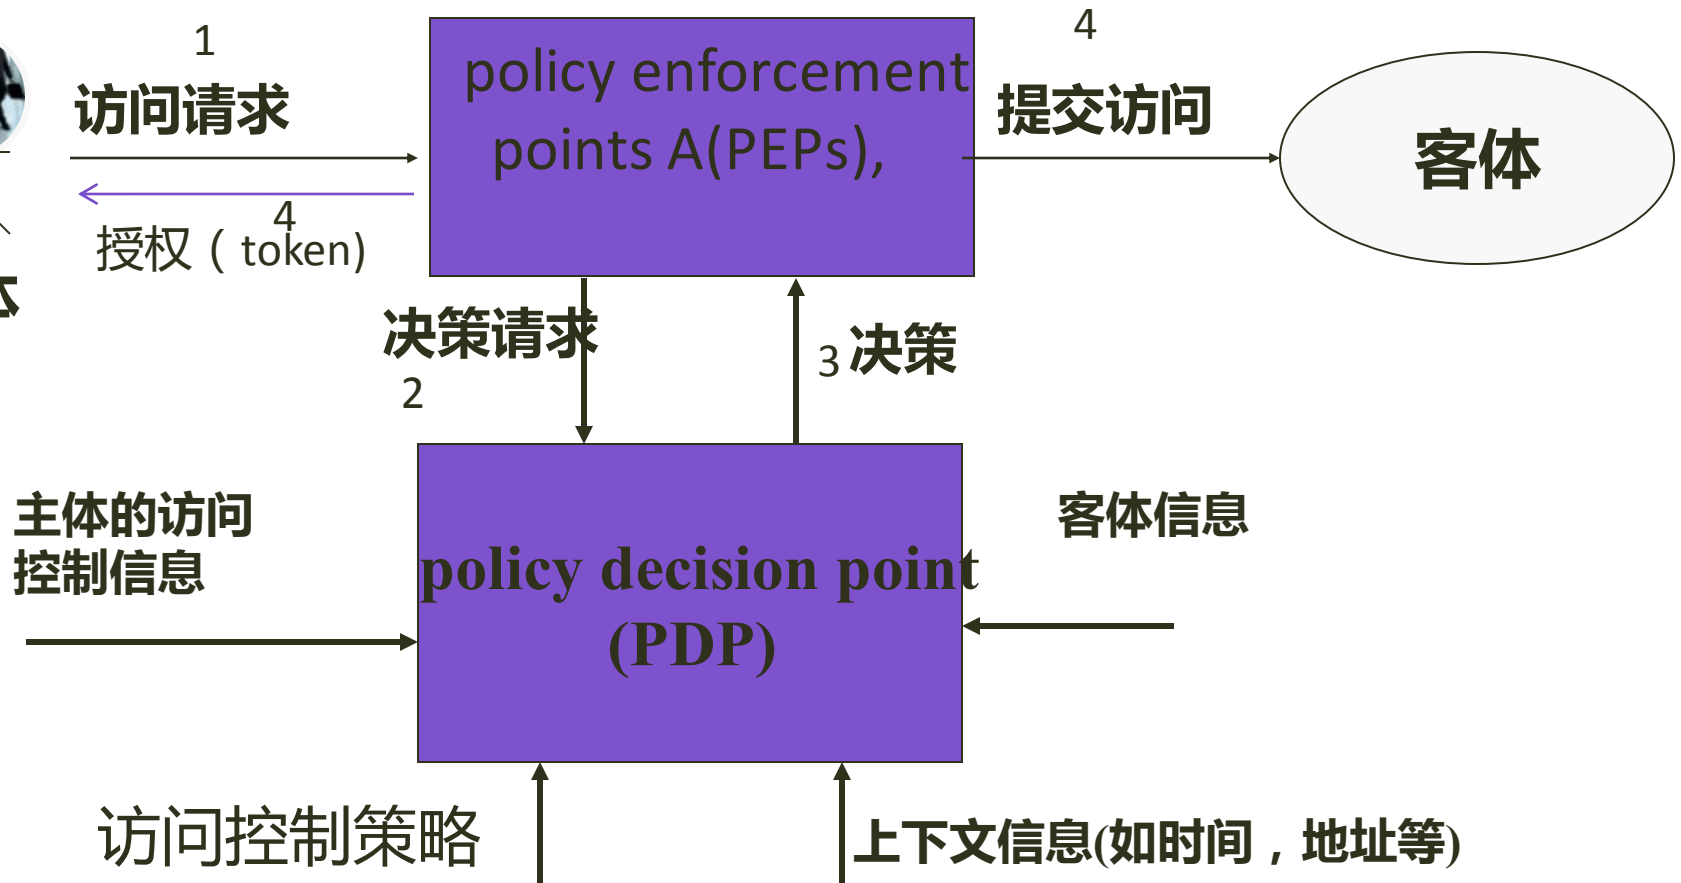 1
访问请求
policy enforcement
points A(PEPs),
4
提交访问
客体
4
授权（token)
决策请求
2
3 决策
主体的访问
控制信息
policy decision point
(PDP)
客体信息
访问控制策略
上下文信息(如时间，地址等)